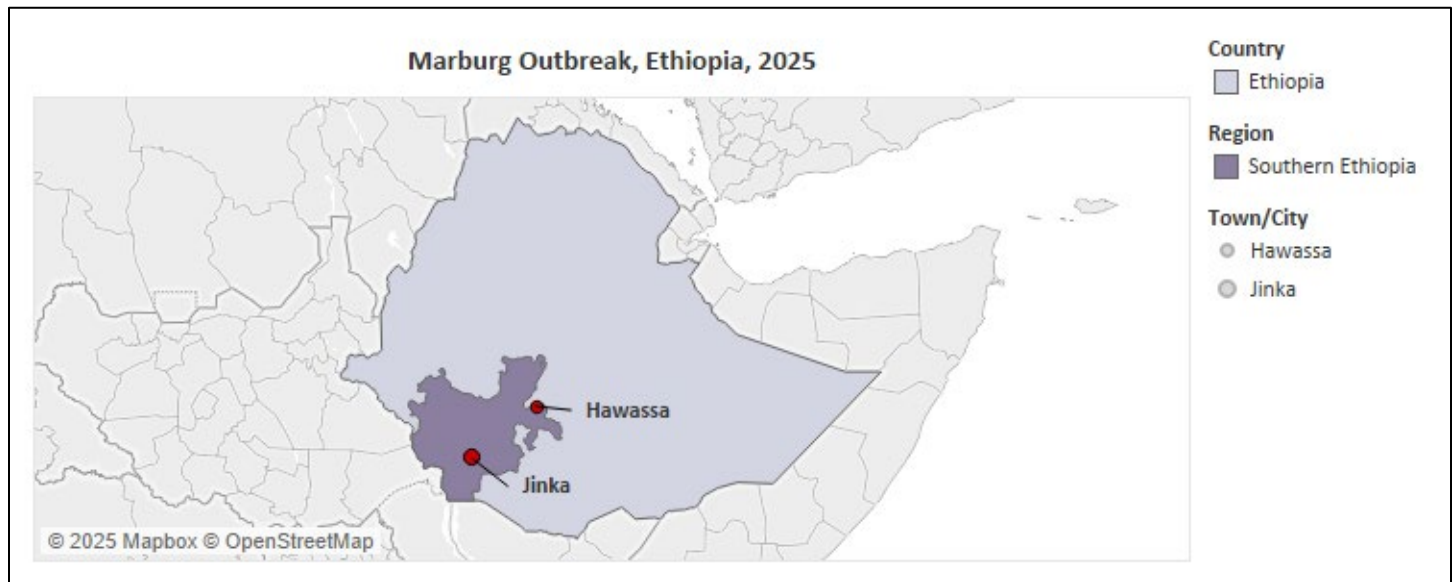 Marburg Outbreak, Ethiopia, 2025
Hawassa
Jinka
© 2025 Mapbox © OpenStreetMap
Country
Ethiopia
Region
Southern Ethiopia
Town/City
Hawassa
Jinka